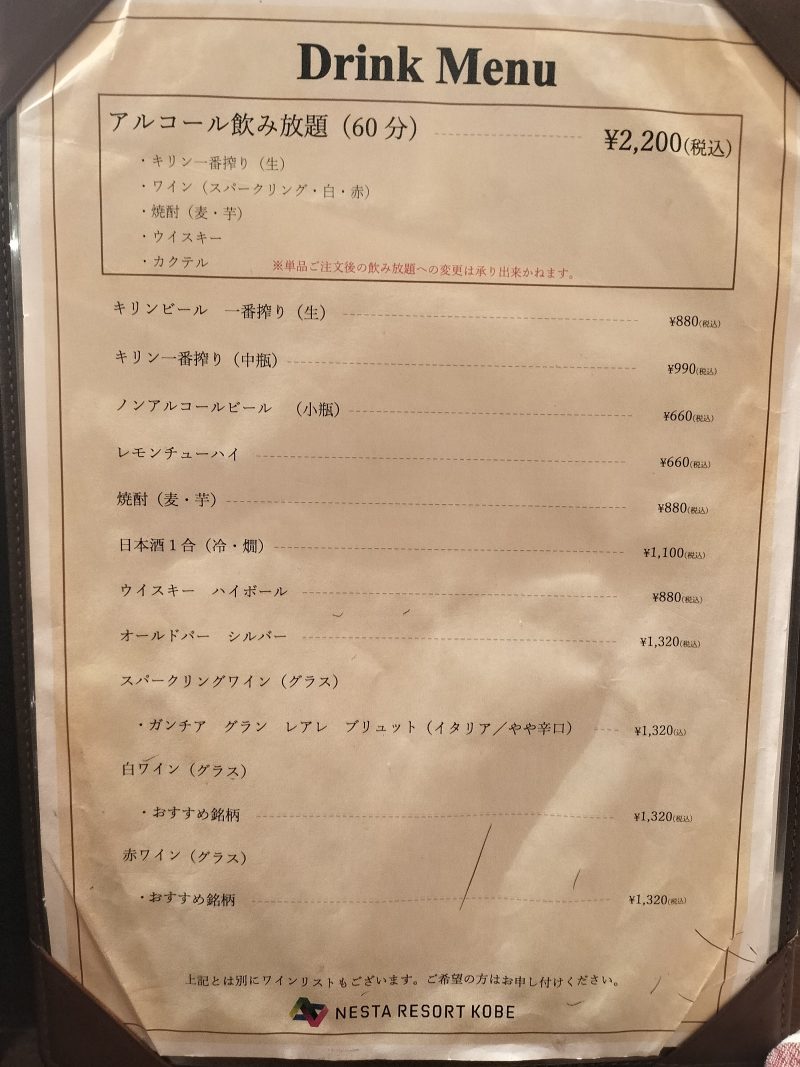 Drink Menu
アルコール飲み放題（60分） ¥2,200(税込)
・キリン一番搾り（生）
・ワイン（スパークリング・白・赤）
・焼酎（麦・芋）
・ウイスキー
・カクテル ※単品ご注文後の飲み放題への変更は承り出来かねます。
キリンビール　一番搾り（生） ¥880(税込)
キリン一番搾り（中瓶） ¥990(税込)
ノンアルコールビール　（小瓶） ¥660(税込)
レモンチューハイ ¥660(税込)
焼酎（麦・芋） ¥880(税込)
日本酒１合（冷・燗） ¥1,100(税込)
ウイスキー　ハイボール ¥880(税込)
オールドパー　シルバー ¥1,320(税込)
スパークリングワイン（グラス）
・ガンチア　グラン　レアレ　ブリュット（イタリア／やや辛口） ¥1,320(込)
白ワイン（グラス）
・おすすめ銘柄 ¥1,320(税込)
赤ワイン（グラス）
・おすすめ銘柄 ¥1,320(税込)
上記とは別にワインリストもございます。ご希望の方はお申し付けください。
NESTA RESORT KOBE